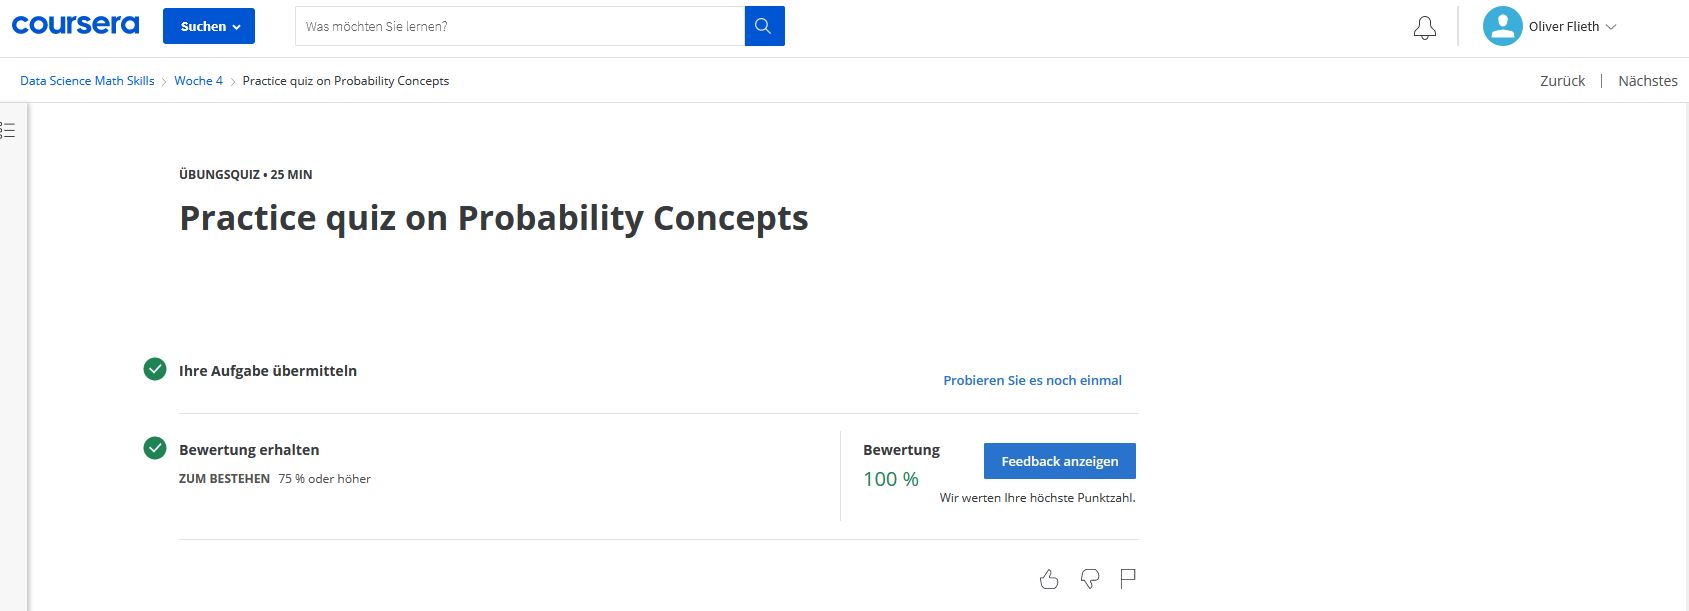 coursera
Suchen
Was möchten Sie lernen?
Oliver Flieth
Data Science Math Skills > Woche 4 > Practice quiz on Probability Concepts
Zurück | Nächstes
ÜBUNGSQUIZ • 25 MIN
Practice quiz on Probability Concepts
Ihre Aufgabe übermitteln
Probieren Sie es noch einmal
Bewertung erhalten
ZUM BESTEHEN 75 % oder höher
Bewertung
100 %
Feedback anzeigen
Wir werten Ihre höchste Punktzahl.